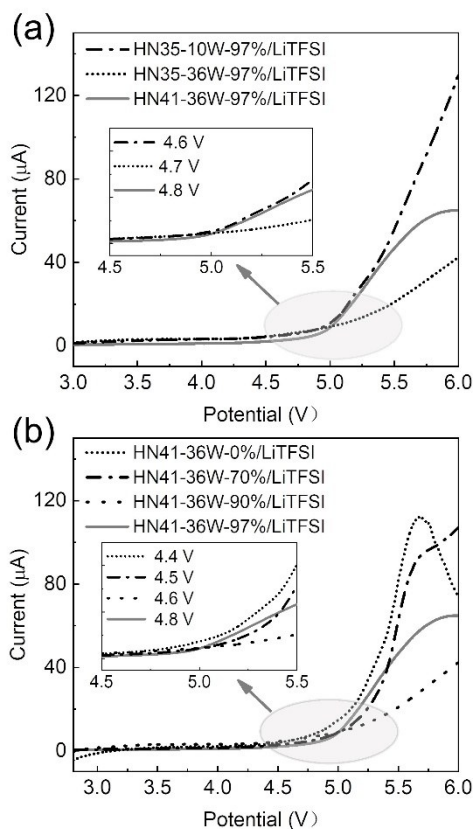 (a)
HN35-10W-97%/LiTFSI
HN35-36W-97%/LiTFSI
HN41-36W-97%/LiTFSI
120
80
40
0
Current (μA)
4.6 V
4.7 V
4.8 V
4.5 5.0 5.5
3.0 3.5 4.0 4.5 5.0 5.5 6.0
Potential (V）
(b)
HN41-36W-0%/LiTFSI
HN41-36W-70%/LiTFSI
HN41-36W-90%/LiTFSI
HN41-36W-97%/LiTFSI
160
120
80
40
0
Current (μA)
4.4 V
4.5 V
4.6 V
4.8 V
4.5 5.0 5.5
3.0 3.5 4.0 4.5 5.0 5.5 6.0
Potential (V）